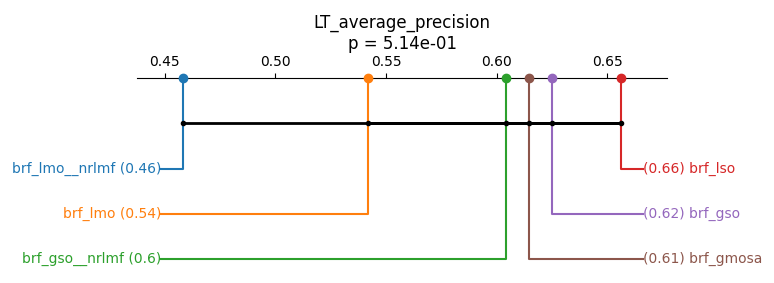 LT_average_precision
p = 5.14e-01
0.45 0.50 0.55 0.60 0.65
brf_lmo__nrlmf (0.46) (0.66) brf_lso
brf_lmo (0.54) (0.62) brf_gso
brf_gso__nrlmf (0.6) (0.61) brf_gmosa